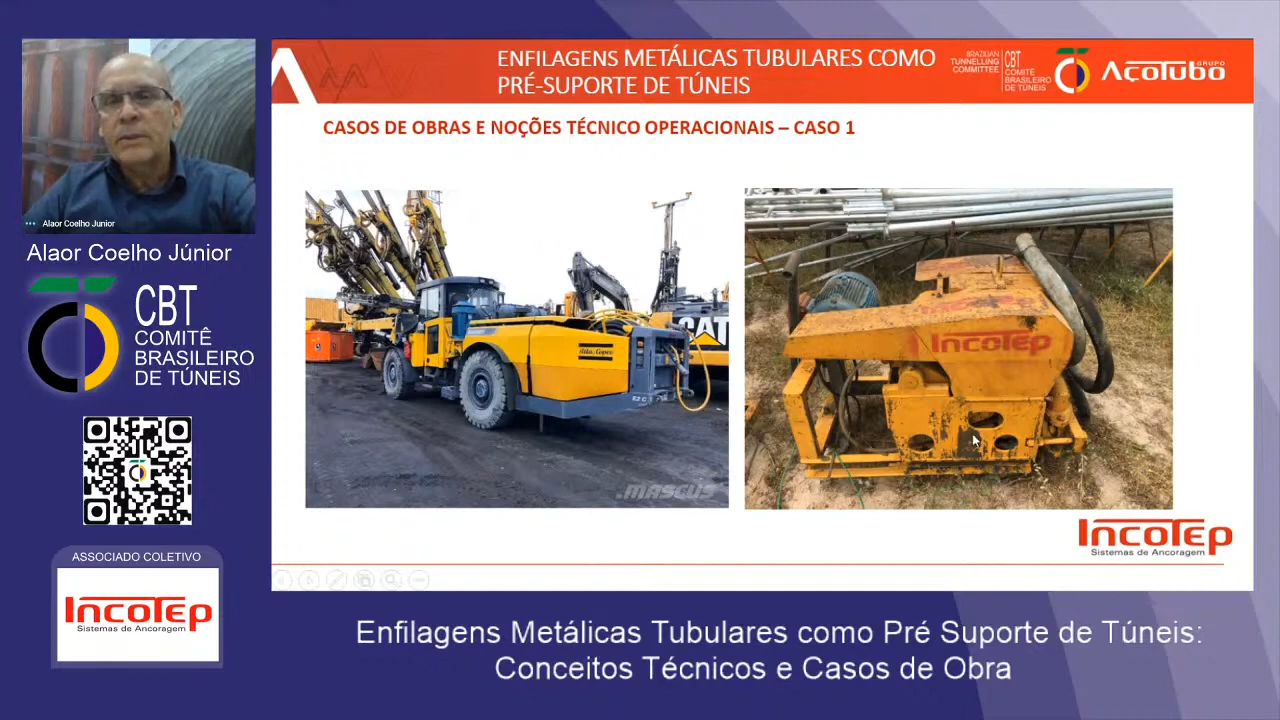 Alaor Coelho Junior
Alaor Coelho Júnior
CBT
COMITÊ
BRASILEIRO
DE TÚNEIS
ASSOCIADO COLETIVO
INCOTEP
Sistemas de Ancoragem
ENFILAGENS METÁLICAS TUBULARES COMO
PRÉ-SUPORTE DE TÚNEIS
BRAZILIAN
TUNNELLING
COMMITTEE
CBT
COMITÊ
BRASILEIRO
DE TÚNEIS
GRUPO
AÇOTUBO
CASOS DE OBRAS E NOÇÕES TÉCNICO OPERACIONAIS – CASO 1
CAT
Atlas Copco
.MASCUS
INCOTEP
INCOTEP
Sistemas de Ancoragem
Enfilagens Metálicas Tubulares como Pré Suporte de Túneis:
Conceitos Técnicos e Casos de Obra